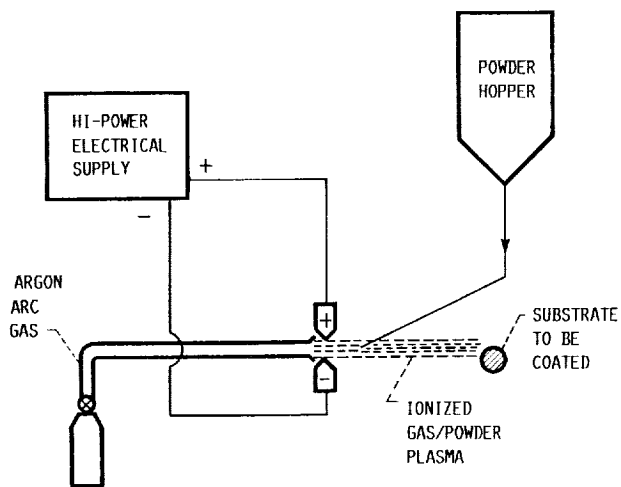 POWDER
HOPPER
HI-POWER
ELECTRICAL
SUPPLY
+
−
ARGON
ARC
GAS
+
−
SUBSTRATE
TO BE
COATED
IONIZED
GAS/POWDER
PLASMA